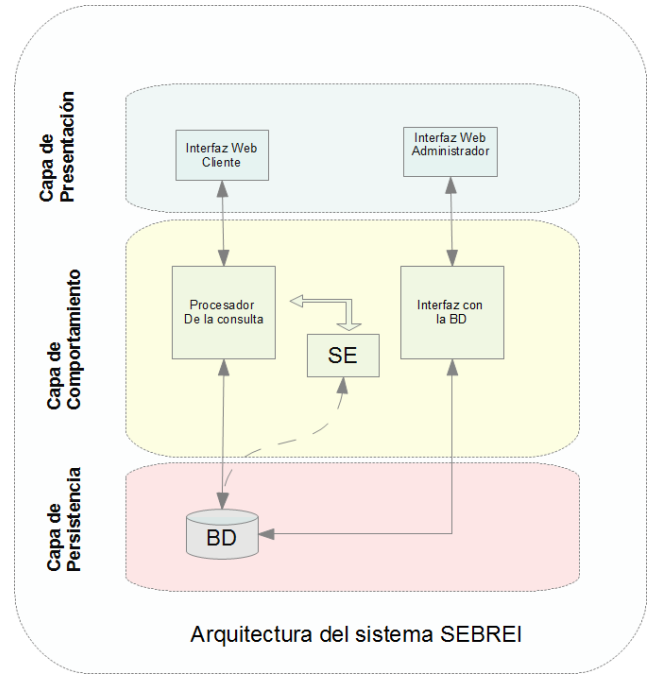 Capa de
Presentación
Interfaz Web
Cliente
Interfaz Web
Administrador
Capa de
Comportamiento
Procesador
De la consulta
SE
Interfaz con
la BD
Capa de
Persistencia
BD
Arquitectura del sistema SEBREI